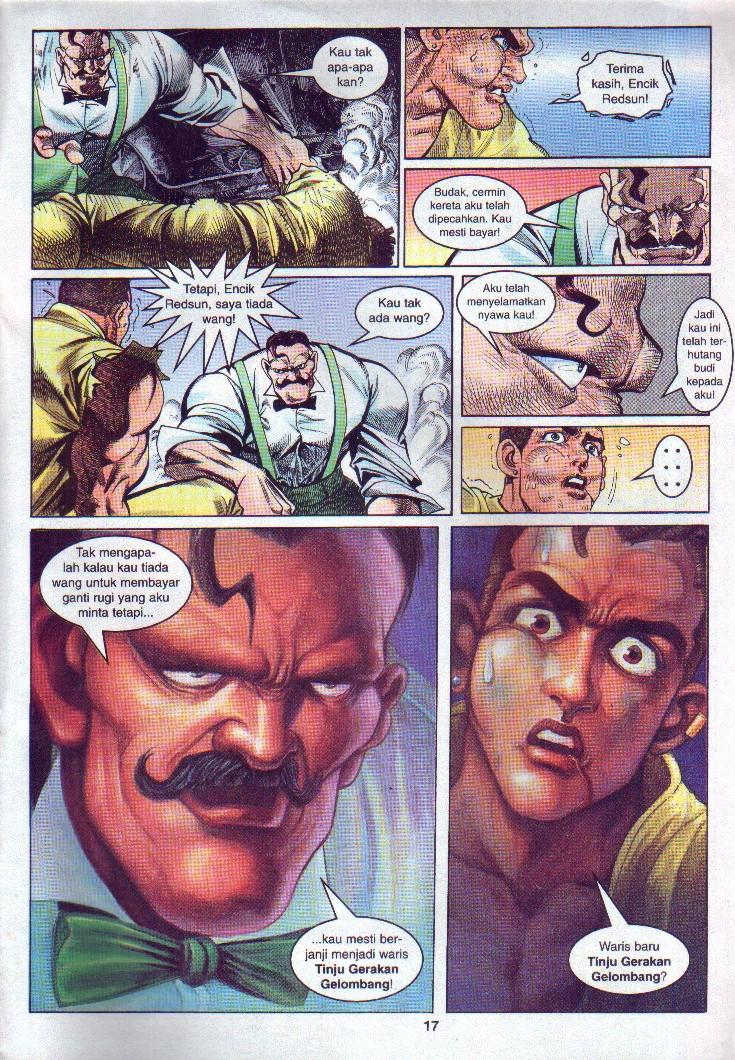 Kau tak
apa-apa
kan?
Terima
kasih, Encik
Redsun!
Budak, cermin
kereta aku telah
dipecahkan. Kau
mesti bayar!
Tetapi, Encik
Redsun, saya tiada
wang!
Kau tak
ada wang?
Aku telah
menyelamatkan
nyawa kau!
Jadi
kau ini
telah ter-
hutang
budi
kepada
aku!
Tak mengapa-
lah kalau kau tiada
wang untuk membayar
ganti rugi yang aku
minta tetapi...
...kau mesti ber-
janji menjadi waris
Tinju Gerakan
Gelombang!
Waris baru
Tinju Gerakan
Gelombang?
17